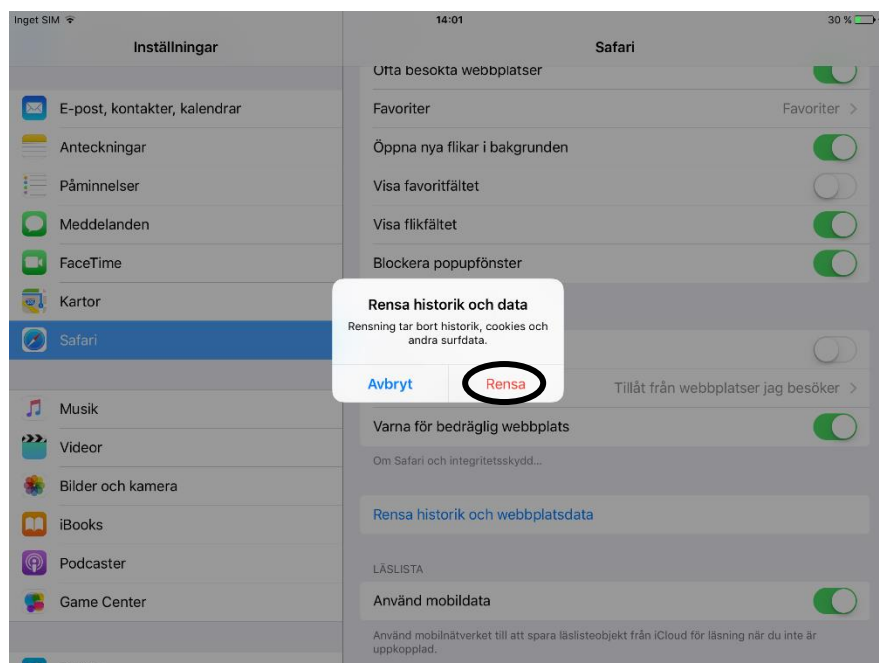 Inget SIM
14:01
30 %
Inställningar
Safari
E-post, kontakter, kalendrar
Anteckningar
Påminnelser
Meddelanden
FaceTime
Kartor
Safari
Musik
Videor
Bilder och kamera
iBooks
Podcaster
Game Center
Ofta besökta webbplatser
Favoriter
Favoriter
Öppna nya flikar i bakgrunden
Visa favoritfältet
Visa flikfältet
Blockera popupfönster
Rensa historik och data
Rensning tar bort historik, cookies och
andra surfdata.
Avbryt
Rensa
Tillåt från webbplatser jag besöker
Varna för bedräglig webbplats
Om Safari och integritetsskydd...
Rensa historik och webbplatsdata
LÄSLISTA
Använd mobildata
Använd mobilnätverket till att spara läslisteobjekt från iCloud för läsning när du inte är
uppkopplad.